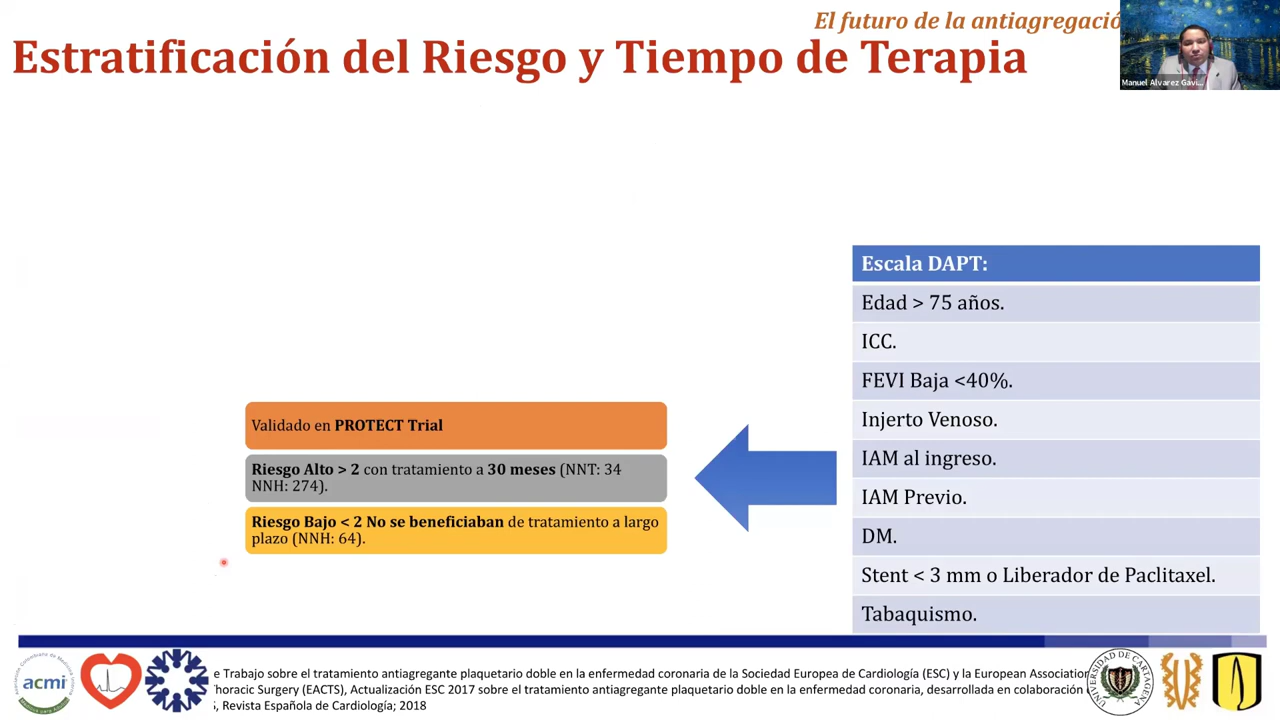 El futuro de la antiagregació
Estratificación del Riesgo y Tiempo de Terapia
Manuel Alvarez Gavi...
Escala DAPT:
Edad > 75 años.
ICC.
FEVI Baja <40%.
Injerto Venoso.
IAM al ingreso.
IAM Previo.
DM.
Stent < 3 mm o Liberador de Paclitaxel.
Tabaquismo.
Validado en PROTECT Trial
Riesgo Alto > 2 con tratamiento a 30 meses (NNT: 34
NNH: 274).
Riesgo Bajo < 2 No se beneficiaban de tratamiento a largo
plazo (NNH: 64).
e Trabajo sobre el tratamiento antiagregante plaquetario doble en la enfermedad coronaria de la Sociedad Europea de Cardiología (ESC) y la European Association
Thoracic Surgery (EACTS), Actualización ESC 2017 sobre el tratamiento antiagregante plaquetario doble en la enfermedad coronaria, desarrollada en colaboración
, Revista Española de Cardiología; 2018
acmi
UNIVERSIDAD DE CARTAGENA